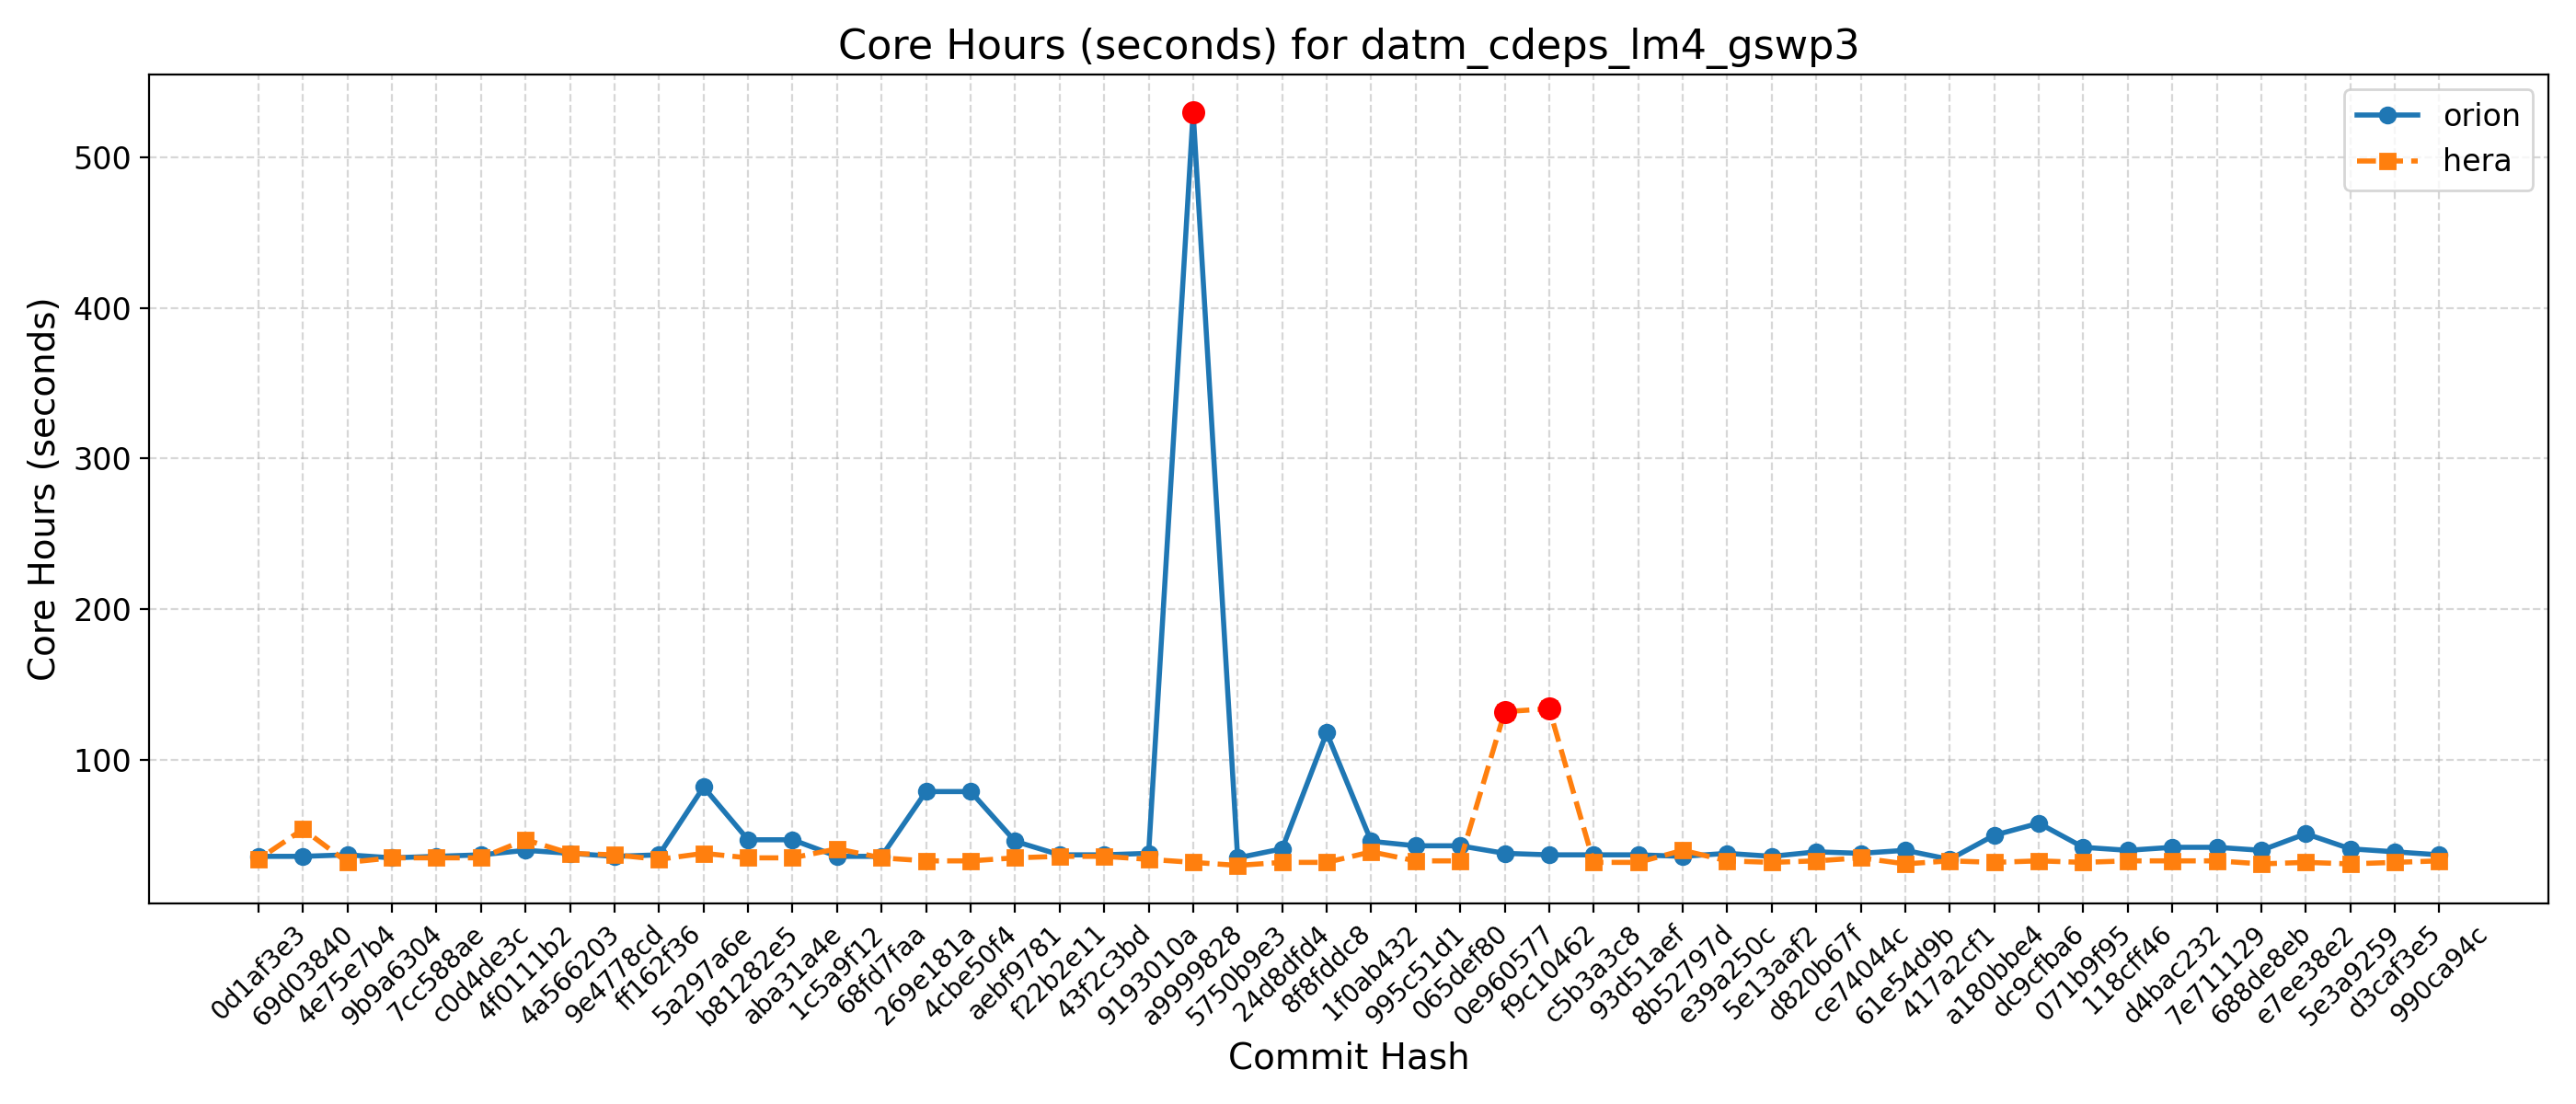 Core Hours (seconds) for datm_cdeps_lm4_gswp3
orion
hera
Core Hours (seconds)
500
400
300
200
100
0d1af3e3
69d03840
4e75e7b4
9b9a6304
7cc588ae
c0d4de3c
4f0111b2
4a566203
9e4778cd
ff162f36
5a297a6e
b81282e5
aba31a4e
1c5a9f12
68fd7faa
269e181a
4cbe50f4
aebf9781
f22b2e11
43f2c3bd
9193010a
a9999828
5750b9e3
24d8dfd4
8f8fddc8
1f0ab432
995c51d1
065def80
0e960577
f9c10462
c5b3a3c8
93d51aef
8b52797d
e39a250c
5e13aaf2
d820b67f
ce74044c
61e54d9b
417a2cf1
a180bbe4
dc9cfba6
071b9f95
118cff46
d4bac232
7e711129
688de8eb
e7ee38e2
5e3a9259
d3caf3e5
990ca94c
Commit Hash